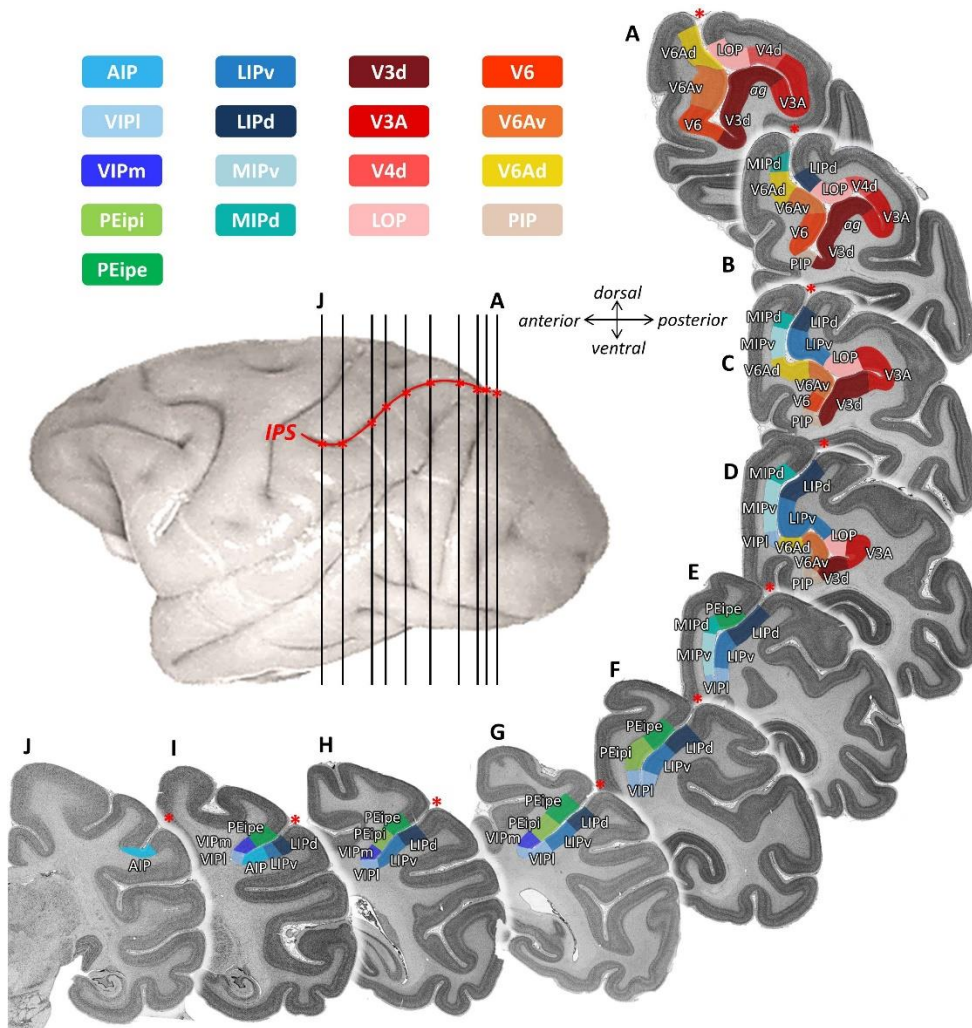 AIP LIPv V3d V6
VIPl LIPd V3A V6Av
VIPm MIPv V4d V6Ad
PEipi MIPd LOP PIP
PEipe
A
*
V6Ad LOP V4d
V6Av ag V3A
V6 V3d
*
MIPd LIPd
V6Ad LOP V4d
V6Av V3A
V6 ag
PIP V3d
B
*
MIPd LIPd
MIPv LIPv
C V6Ad LOP
V6Av V3A
V6 V3d
PIP
*
D
MIPd LIPd
MIPv LIPv
VIPl V6Ad LOP
V6Av V3A
PIP V3d
J A
dorsal
anterior posterior
ventral
IPS
E
*
PEipe
MIPd LIPd
MIPv LIPv
VIPl
F
*
PEipe
PEipi LIPd
LIPv
VIPl
G
*
PEipe
PEipi LIPd
VIPm LIPv
VIPl
H
*
PEipe
PEipi LIPd
VIPm LIPv
VIPl
I
*
PEipe
VIPm LIPd
VIPl AIP LIPv
J
*
AIP